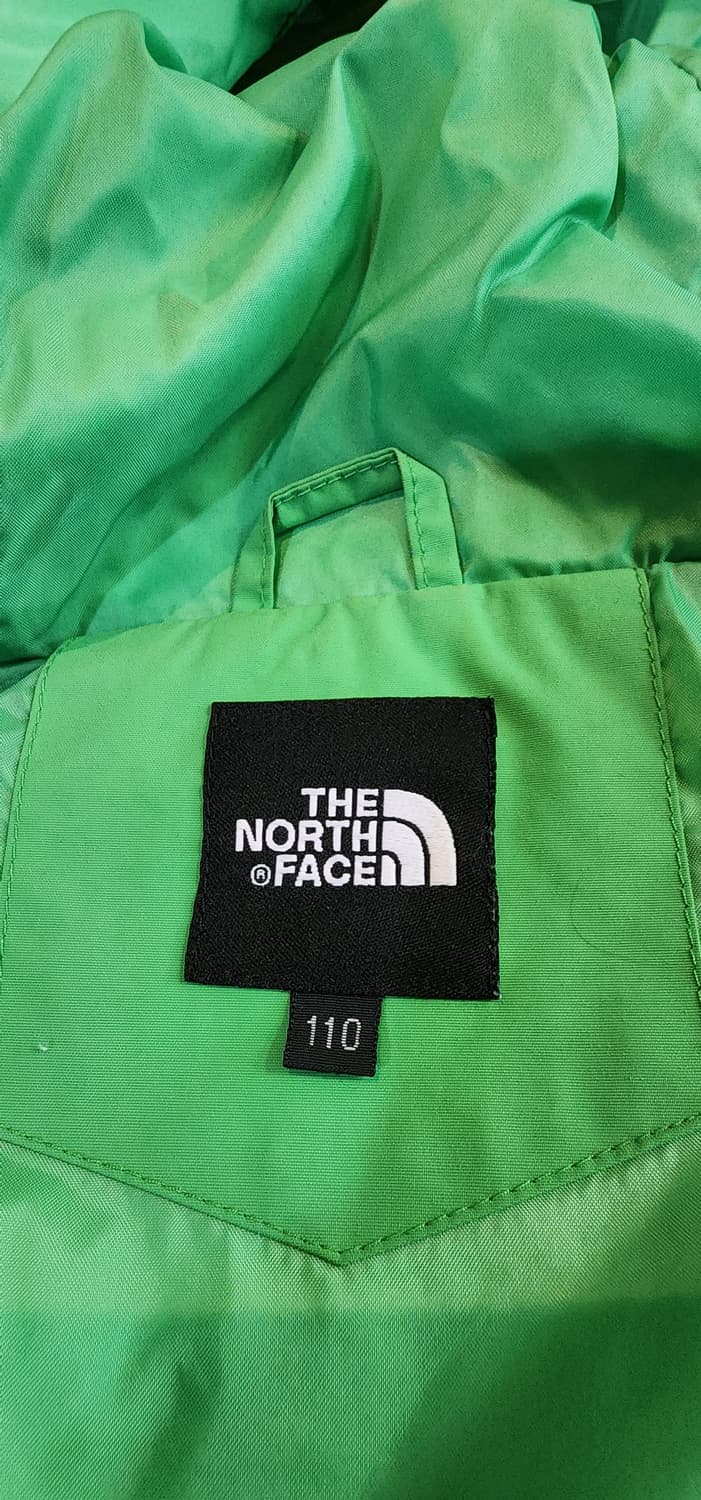 THE
NORTH
® FACE
110